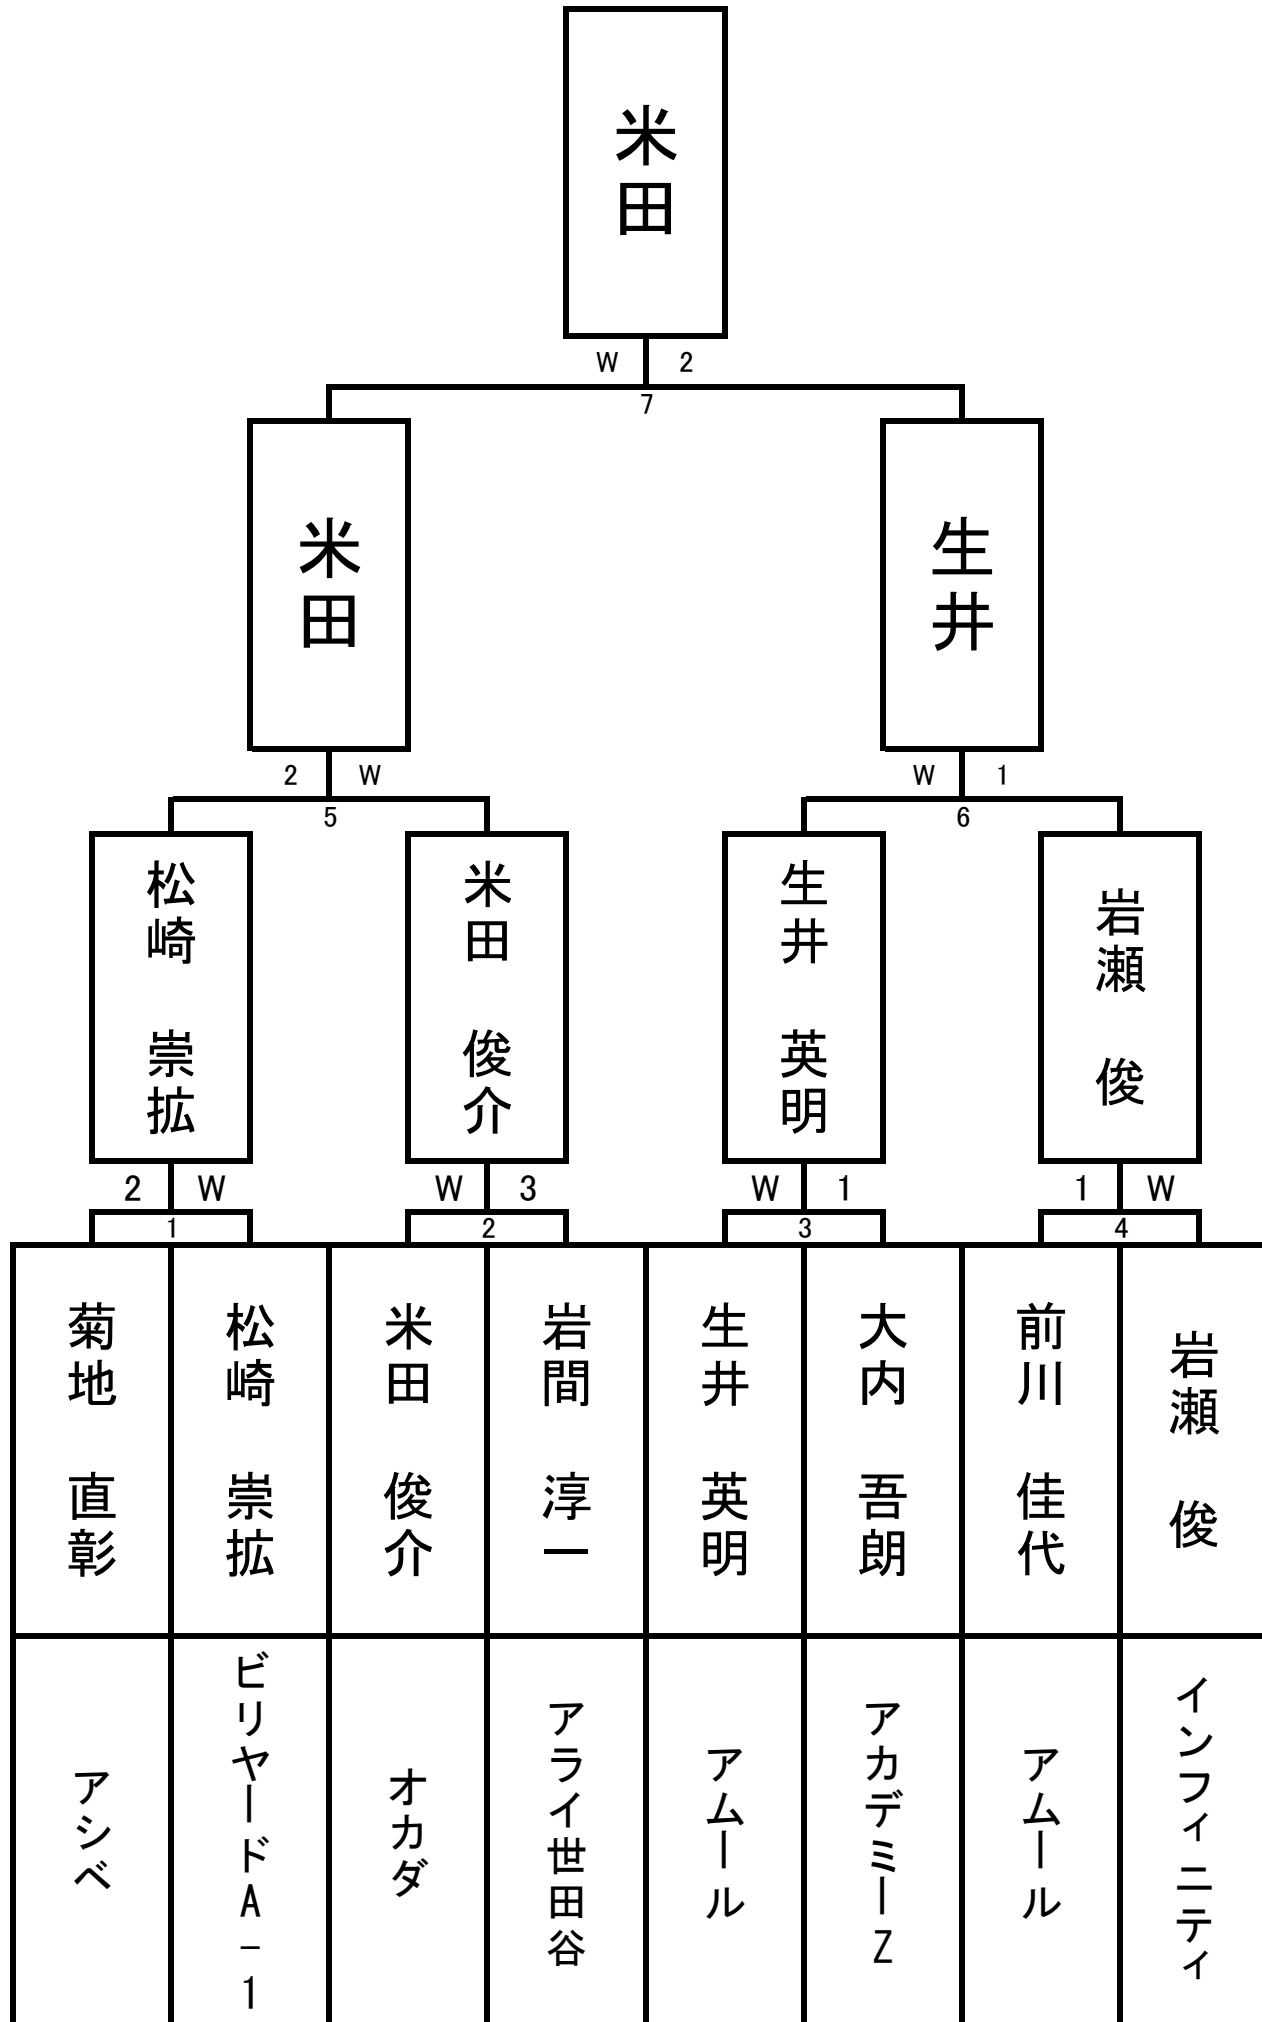 米田
W 2
7
米田
生井
2 W
W 1
5
6
松崎 崇拡
米田 俊介
生井 英明
岩瀬 俊
2 W
W 3
W 1
1 W
1
2
3
4
菊地 直彰
松崎 崇拡
米田 俊介
岩間 淳一
生井 英明
大内 吾朗
前川 佳代
岩瀬 俊
アシベ
ビリヤードA-1
オカダ
アライ世田谷
アムール
アカデミーZ
アムール
インフィニティ